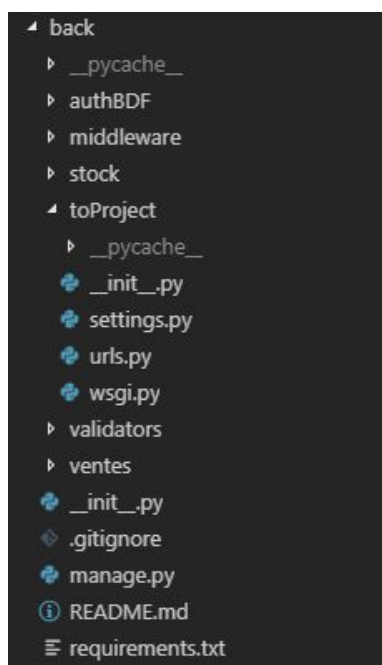 back
__pycache__
authBDF
middleware
stock
toProject
__pycache__
__init__.py
settings.py
urls.py
wsgi.py
validators
ventes
__init__.py
.gitignore
manage.py
README.md
requirements.txt